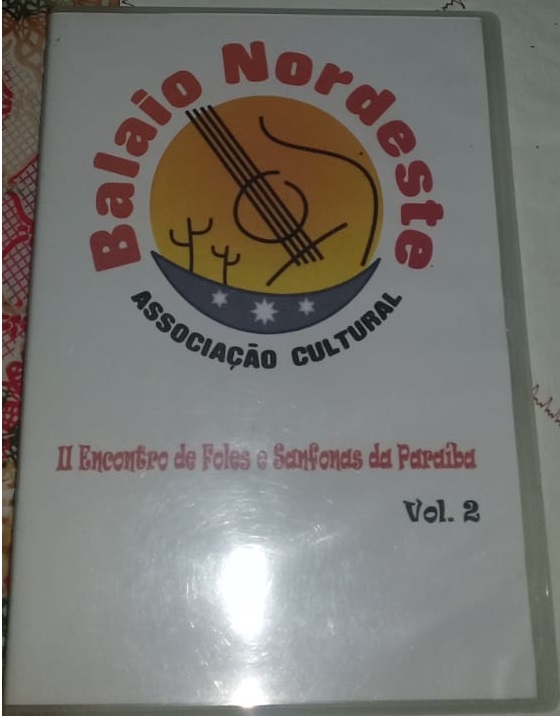 Balaio Nordeste
ASSOCIAÇÃO CULTURAL
II Encontro de Foles e Sanfonas da Paraíba
Vol. 2